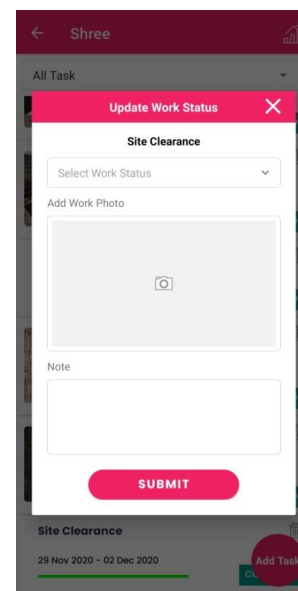 Shree
All Task
Update Work Status
Site Clearance
Select Work Status
Add Work Photo
Note
SUBMIT
Site Clearance
29 Nov 2020 - 02 Dec 2020
Add Task